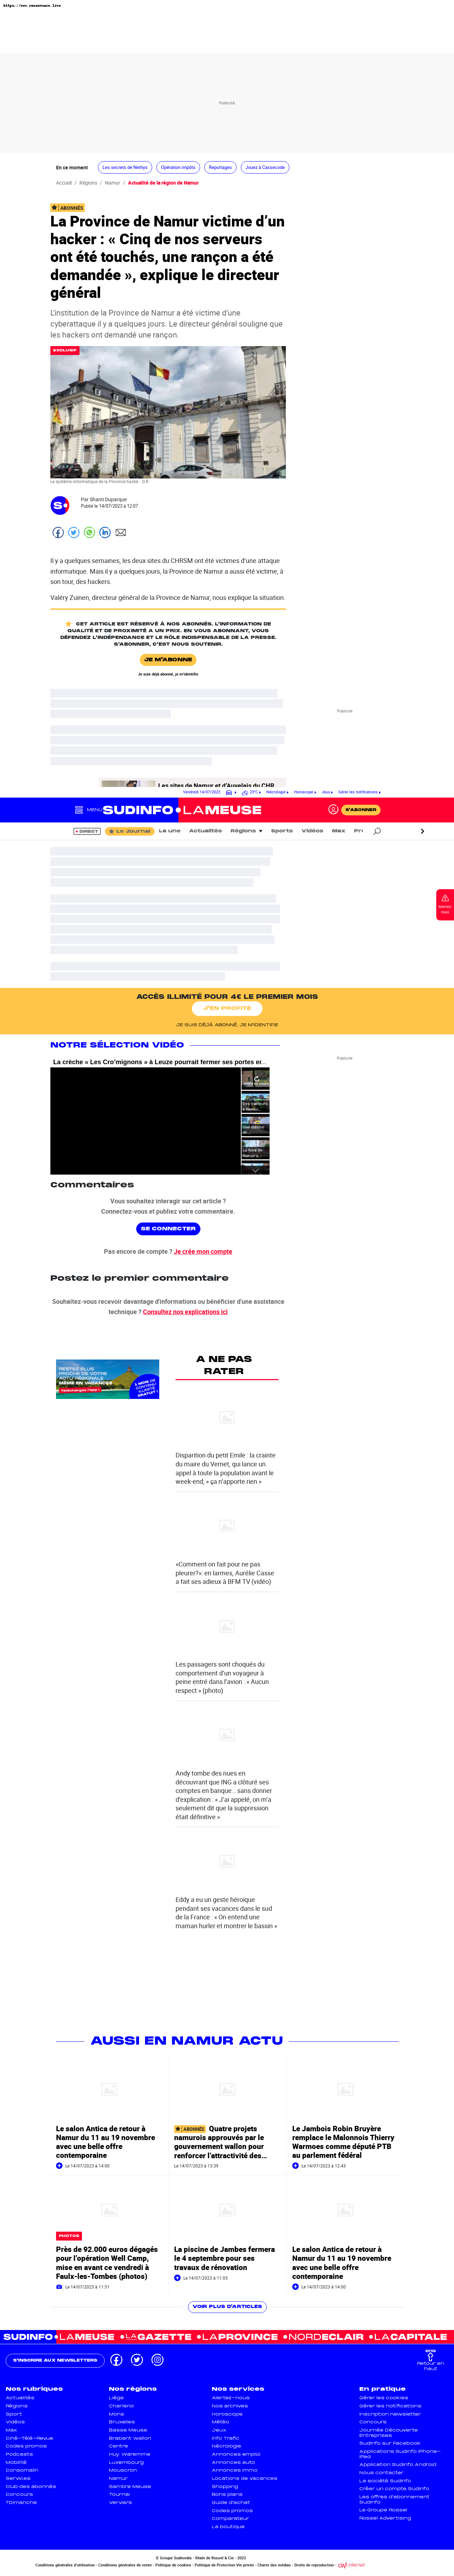 https://www.ransomware.live
Publicité
En ce moment
Les secrets de Nethys
Opération impôts
Reportages
Jouez à Cassecode
Accueil / Régions / Namur / Actualité de la région de Namur
ABONNÉS
La Province de Namur victime d'un
hacker : « Cinq de nos serveurs
ont été touchés, une rançon a été
demandée », explique le directeur
général
L'institution de la Province de Namur a été victime d'une
cyberattaque il y a quelques jours. Le directeur général souligne que
les hackers ont demandé une rançon.
EXCLUSIF
Le système informatique de la Province hacké. - D.R.
Par Shanti Duparque
Publié le 14/07/2023 à 12:07
Il y a quelques semaines, les deux sites du CHRSM ont été victimes d'une attaque
informatique. Mais il y a quelques jours, la Province de Namur a aussi été victime, à
son tour, des hackers.
Valéry Zuinen, directeur général de la Province de Namur, nous explique la situation
CET ARTICLE EST RÉSERVÉ À NOS ABONNÉS. L'INFORMATION DE
QUALITÉ ET DE PROXIMITÉ A UN PRIX. EN VOUS ABONNANT, VOUS
DÉFENDEZ L'INDÉPENDANCE ET LE RÔLE INDISPENSABLE DE LA PRESSE.
S'ABONNER, C'EST NOUS SOUTENIR.
JE M'ABONNE
Je suis déjà abonné, je m'identifie
Publicité
Les sites de Namur et d'Auvelais du CHR
Vendredi 14/07/2023
23°C
Nécrologie
Horoscope
Jeux
Gérer les notifications
MENU
SUDINFO • LAMEUSE
S'ABONNER
DIRECT
Le Journal
La une
Actualités
Régions
Sports
Vidéos
Max
Pr
Alertez-nous
ACCÈS ILLIMITÉ POUR 4€ LE PREMIER MOIS
J'EN PROFITE
JE SUIS DÉJÀ ABONNÉ, JE M'IDENTIFIE
NOTRE SÉLECTION VIDÉO
Publicité
La crèche « Les Cro'mignons » à Leuze pourrait fermer ses portes en...
Commentaires
Vous souhaitez interagir sur cet article ?
Connectez-vous et publiez votre commentaire.
SE CONNECTER
Pas encore de compte ? Je crée mon compte
Postez le premier commentaire
Souhaitez-vous recevoir davantage d'informations ou bénéficier d'une assistance
technique ? Consultez nos explications ici
RESTEZ PLUS
PROCHE DE VOTRE
ACTU RÉGIONALE
MÊME EN VACANCES
Téléchargez l'App !
A NE PAS
RATER
Disparition du petit Emile : la crainte
du maire du Vernet, qui lance un
appel à toute la population avant le
week-end, « ça n'apporte rien »
«Comment on fait pour ne pas
pleurer?»: en larmes, Aurélie Casse
a fait ses adieux à BFM TV (vidéo)
Les passagers sont choqués du
comportement d'un voyageur à
peine entré dans l'avion : « Aucun
respect » (photo)
Andy tombe des nues en
découvrant que ING a clôturé ses
comptes en banque... sans donner
d'explication : « J'ai appelé, on m'a
seulement dit que la suppression
était définitive »
Eddy a eu un geste héroïque
pendant ses vacances dans le sud
de la France : « On entend une
maman hurler et montrer le bassin »
AUSSI EN NAMUR ACTU
Le salon Antica de retour à
Namur du 11 au 19 novembre
avec une belle offre
contemporaine
Le 14/07/2023 à 14:00
ABONNÉS Quatre projets
namurois approuvés par le
gouvernement wallon pour
renforcer l'attractivité des...
Le 14/07/2023 à 13:39
Le Jambois Robin Bruyère
remplace le Malonnois Thierry
Warmoes comme député PTB
au parlement fédéral
Le 14/07/2023 à 12:43
PHOTOS
Près de 92.000 euros dégagés
pour l'opération Well Camp,
mise en avant ce vendredi à
Faulx-les-Tombes (photos)
Le 14/07/2023 à 11:51
La piscine de Jambes fermera
le 4 septembre pour ses
travaux de rénovation
Le 14/07/2023 à 11:05
Le salon Antica de retour à
Namur du 11 au 19 novembre
avec une belle offre
contemporaine
Le 14/07/2023 à 14:00
VOIR PLUS D'ARTICLES
SUDINFO • LAMEUSE • LA GAZETTE • LAPROVINCE • NORDECLAIR • LACAPITALE
S'INSCRIRE AUX NEWSLETTERS
Retour en
haut
Nos rubriques
Actualités
Régions
Sport
Vidéos
Max
Ciné-Télé-Revue
Codes promos
Podcasts
Mobilité
Consomalin
Services
Club des abonnés
Concours
7Dimanche
Nos régions
Liège
Charleroi
Mons
Bruxelles
Basse Meuse
Brabant wallon
Centre
Huy Waremme
Luxembourg
Mouscron
Namur
Sambre Meuse
Tournai
Verviers
Nos services
Alertez-nous
Nos archives
Horoscope
Météo
Jeux
Info Trafic
Nécrologie
Annonces emploi
Annonces auto
Annonces immo
Locations de vacances
Shopping
Bons plans
Guide d'achat
Codes promos
Comparateur
La boutique
En pratique
Gérer les cookies
Gérer les notifications
Inscription newsletter
Concours
Journée Découverte
Entreprises
Sudinfo sur Facebook
Applications Sudinfo iPhone-
iPad
Application Sudinfo Android
Nous contacter
La société Sudinfo
Créer un compte Sudinfo
Les offres d'abonnement
Sudinfo
Le Groupe Rossel
Rossel Advertising
© Groupe Sudmedia - Ritals de Rossel & Cie - 2023
Conditions générales d'utilisation - Conditions générales de vente - Politique de cookies - Politique de Protection Vie privée - Charte des médias - Droits de reproduction -